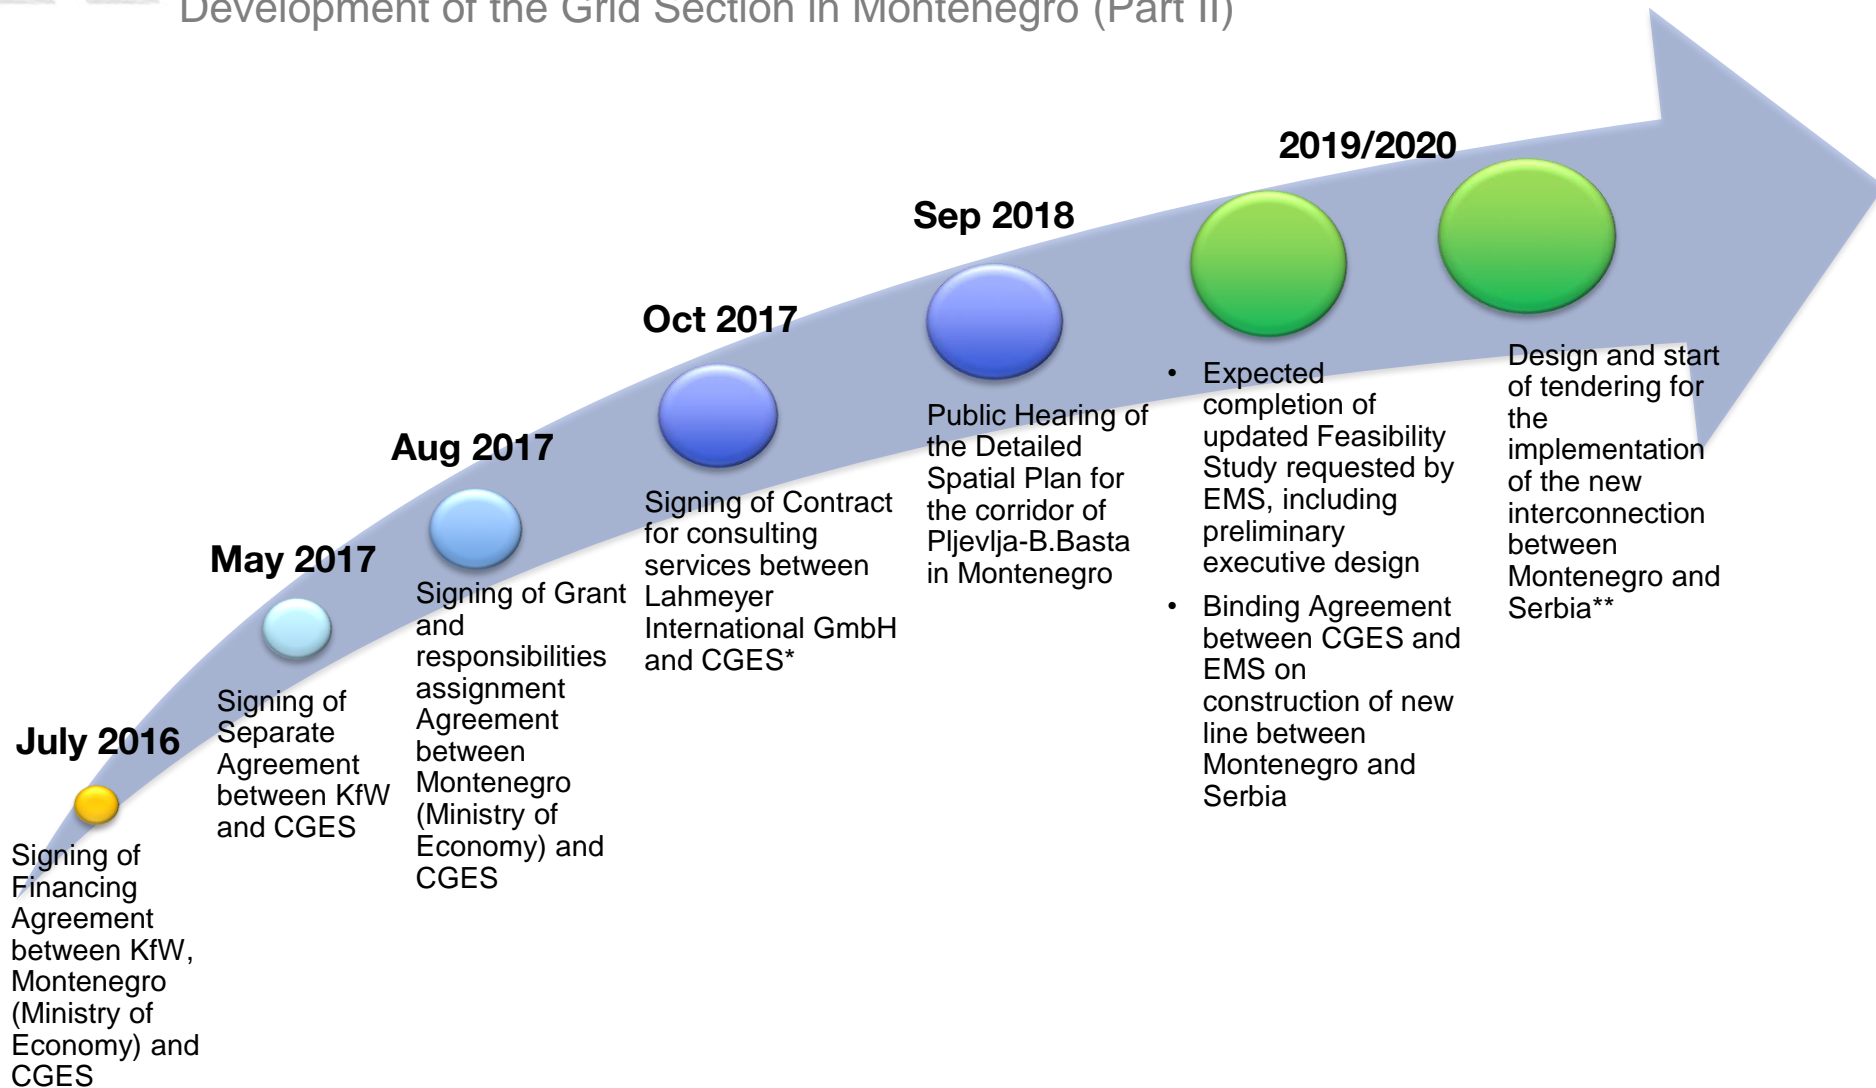 Development of the Grid Section in Montenegro (Part II)
July 2016
Signing of
Financing
Agreement
between KfW,
Montenegro
(Ministry of
Economy) and
CGES
May 2017
Signing of
Separate
Agreement
between KfW
and CGES
Aug 2017
Signing of Grant
and
responsibilities
assignment
Agreement
between
Montenegro
(Ministry of
Economy) and
CGES
Oct 2017
Signing of Contract
for consulting
services between
Lahmeyer
International GmbH
and CGES*
Sep 2018
Public Hearing of
the Detailed
Spatial Plan for
the corridor of
Pljevlja-B.Basta
in Montenegro
2019/2020
• Expected
completion of
updated Feasibility
Study requested by
EMS, including
preliminary
executive design
• Binding Agreement
between CGES and
EMS on
construction of new
line between
Montenegro and
Serbia
Design and start
of tendering for
the
implementation
of the new
interconnection
between
Montenegro and
Serbia**